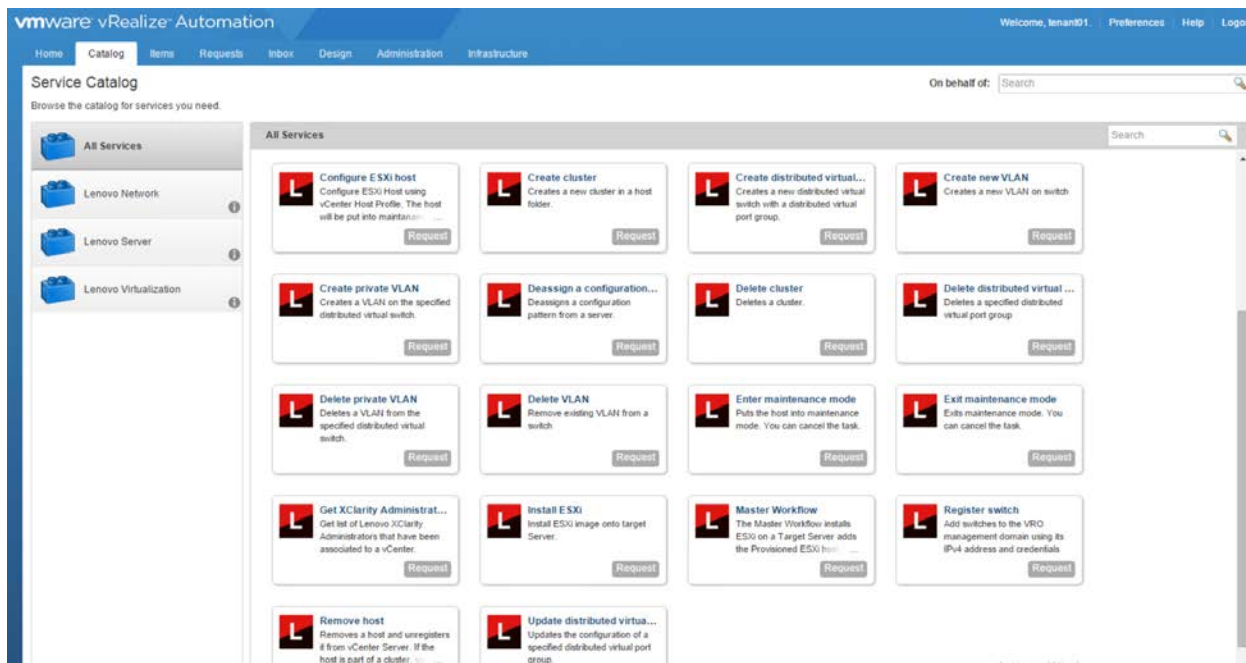 vmware vRealize Automation
Welcome, tenant01. Preferences Help Logo
Home Catalog Items Requests Inbox Design Administration Infrastructure
Service Catalog
On behalf of: Search
Browse the catalog for services you need.
All Services
Lenovo Network
Lenovo Server
Lenovo Virtualization
All Services
Search
L
Configure ESXi host
Configure ESXi Host using
vCenter Host Profile. The host
will be put into maintanan ...
Request
L
Create cluster
Creates a new cluster in a host
folder.
Request
L
Create distributed virtual...
Creates a new distributed virtual
switch with a distributed virtual
port group.
Request
L
Create new VLAN
Creates a new VLAN on switch
Request
L
Create private VLAN
Creates a VLAN on the specified
distributed virtual switch.
Request
L
Deassign a configuration...
Deassigns a configuration
pattern from a server.
Request
L
Delete cluster
Deletes a cluster.
Request
L
Delete distributed virtual ...
Deletes a specified distributed
virtual port group
Request
L
Delete private VLAN
Deletes a VLAN from the
specified distributed virtual
switch.
Request
L
Delete VLAN
Remove existing VLAN from a
switch
Request
L
Enter maintenance mode
Puts the host into maintenance
mode. You can cancel the task.
Request
L
Exit maintenance mode
Exits maintenance mode. You
can cancel the task.
Request
L
Get XClarity Administrat...
Get list of Lenovo XClarity
Administrators that have been
associated to a vCenter.
Request
L
Install ESXi
Install ESXi image onto target
Server.
Request
L
Master Workflow
The Master Workflow installs
ESXi on a Target Server adds
the Provisioned ESXi ...
Request
L
Register switch
Add switches to the VRO
management domain using its
IPv4 address and credentials
Request
L
Remove host
Removes a host and unregisters
it from vCenter Server. If the
host is part of a cluster, ...
L
Update distributed virtua...
Updates the configuration of a
specified distributed virtual port
group.